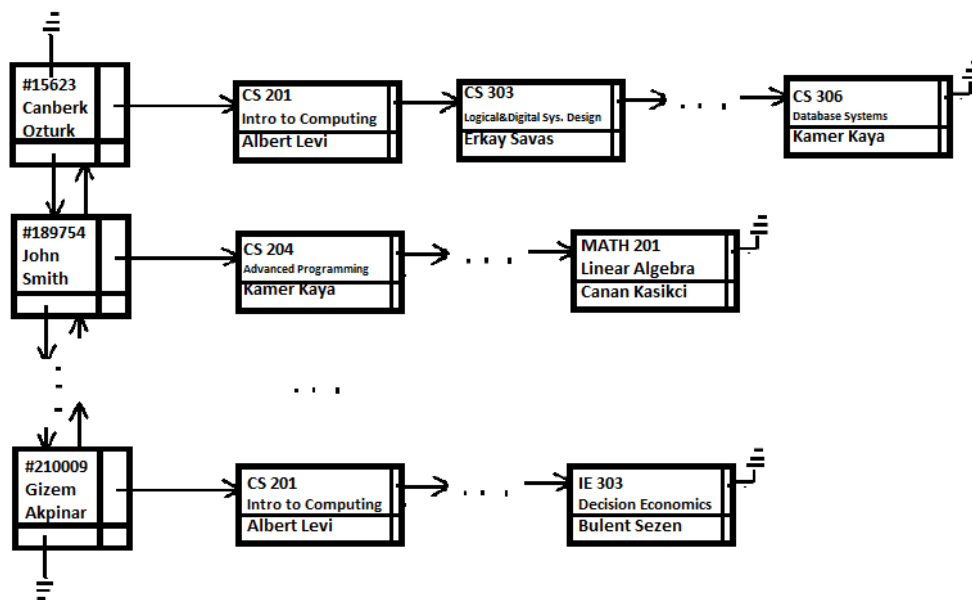 #15623
Canberk
Ozturk
CS 201
Intro to Computing
Albert Levi
CS 303
Logical&Digital Sys. Design
Erkay Savas
. . .
CS 306
Database Systems
Kamer Kaya
#189754
John
Smith
CS 204
Advanced Programming
Kamer Kaya
. . .
MATH 201
Linear Algebra
Canan Kasikci
. . .
#210009
Gizem
Akpinar
CS 201
Intro to Computing
Albert Levi
. . .
IE 303
Decision Economics
Bulent Sezen